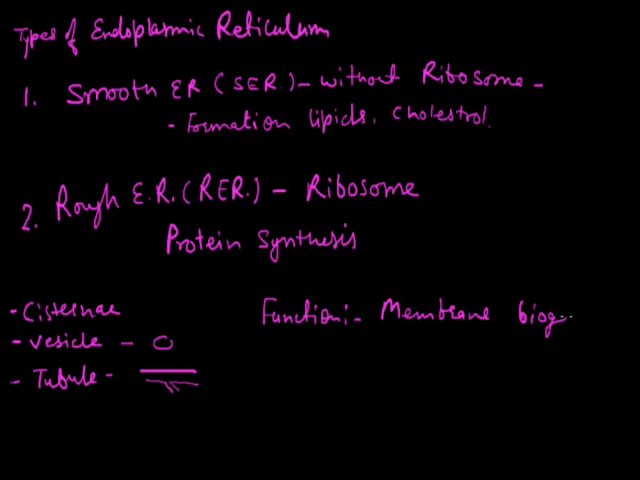 Types of Endoplasmic Reticulum
1. Smooth ER (SER.) - without Ribosome -
- Formation lipids, cholestrol.
2. Rough E.R. (RER.) - Ribosome
Protein Synthesis
- Cisternae
- vesicle -
- Tubule -
Function:- Membrane biog